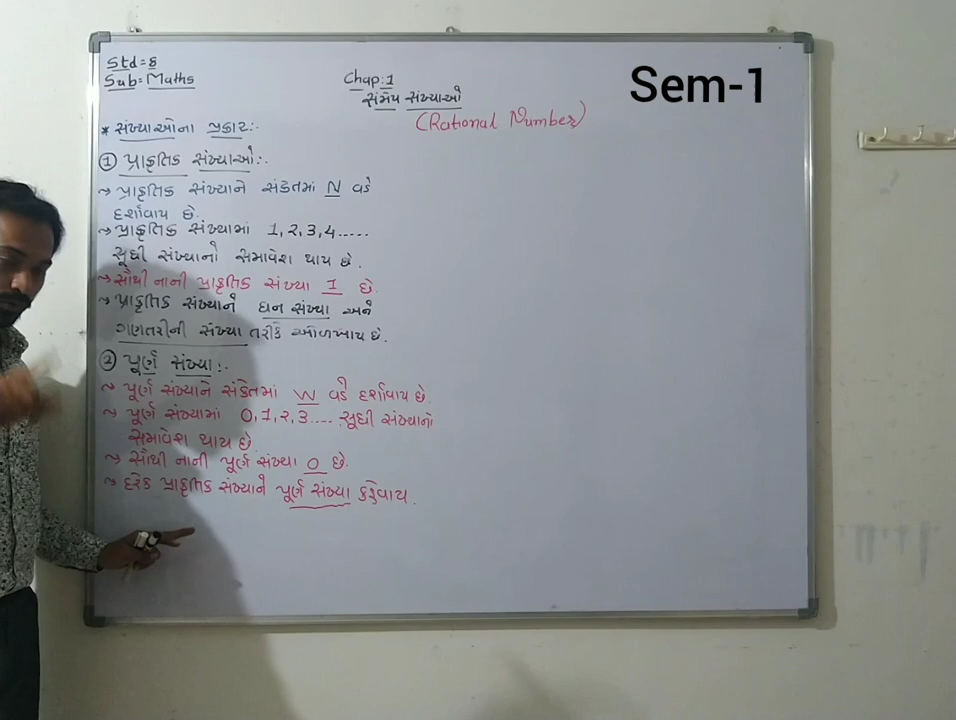 Std = 8
Sub = Maths
Chap:1
Sem-1
સંમેય સંખ્યાઓ
(Rational Number)
* સંખ્યાઓના પ્રકાર:-
① પ્રાકૃતિક સંખ્યાઓ:-
~> પ્રાકૃતિક સંખ્યાને સંકેતમાં N વડે
દર્શાવાય છે.
~> પ્રાકૃતિક સંખ્યામાં 1,2,3,4.....
સુધી સંખ્યાનો સમાવેશ થાય છે.
~> સૌથી નાની પ્રાકૃતિક સંખ્યા 1 છે.
~> પ્રાકૃતિક સંખ્યાને ધન સંખ્યા અને
ગણતરીની સંખ્યા તરીકે ઓળખાય છે.
② પૂર્ણ સંખ્યા:-
~> પૂર્ણ સંખ્યાને સંકેતમાં W વડે દર્શાવાય છે.
~> પૂર્ણ સંખ્યામાં 0,1,2,3.... સુધી સંખ્યાનો
સમાવેશ થાય છે.
~> સૌથી નાની પૂર્ણ સંખ્યા 0 છે.
~> દરેક પ્રાકૃતિક સંખ્યાને પૂર્ણ સંખ્યા કહેવાય.